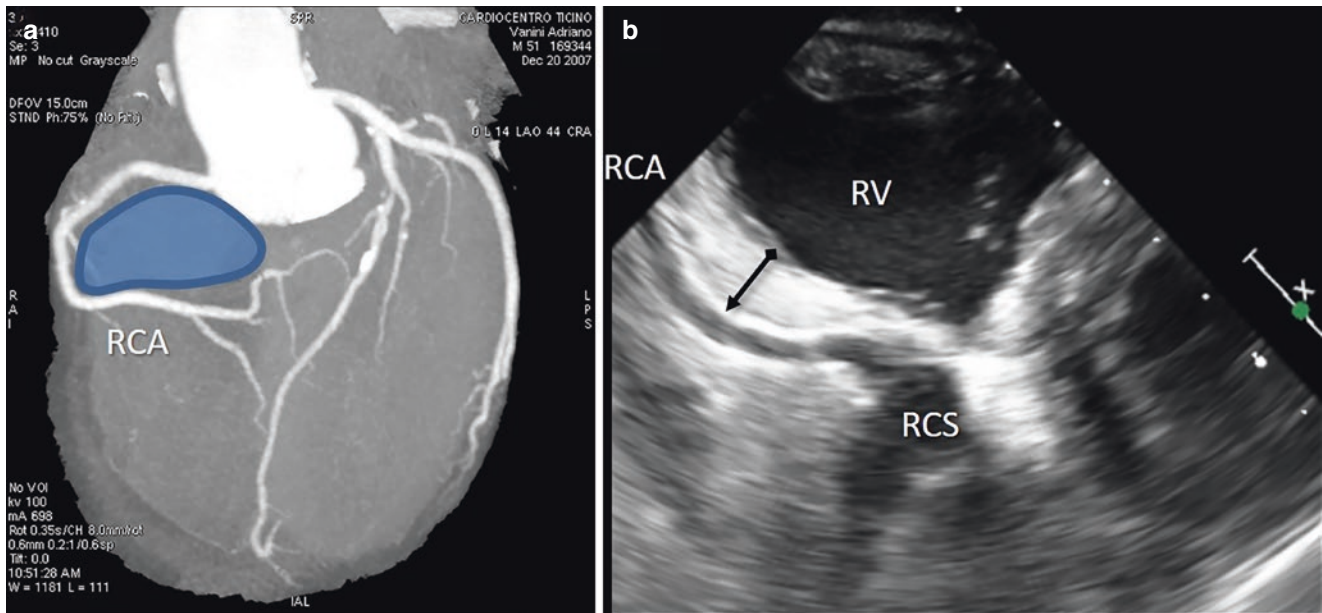 a
SPR
CARDIOCENTRO TICINO
410
Vanini Adriano
Se: 3
M 51 169344
MIP No cut Grayscale
Dec 20 2007
DFOV 15.0cm
STND Ph:75% (No Filt)
0 L 14 LAO 44 CRA
R
A
I
L
P
S
RCA
No VOI
kv 100
mA 698
Rot 0.35s/CH 8.0mm/rot
0.6mm 0.2:1/0.6sp
Tilt: 0.0
10:51:28 AM
W = 1181 L = 111
IAL
b
RCA
RV
X
RCS